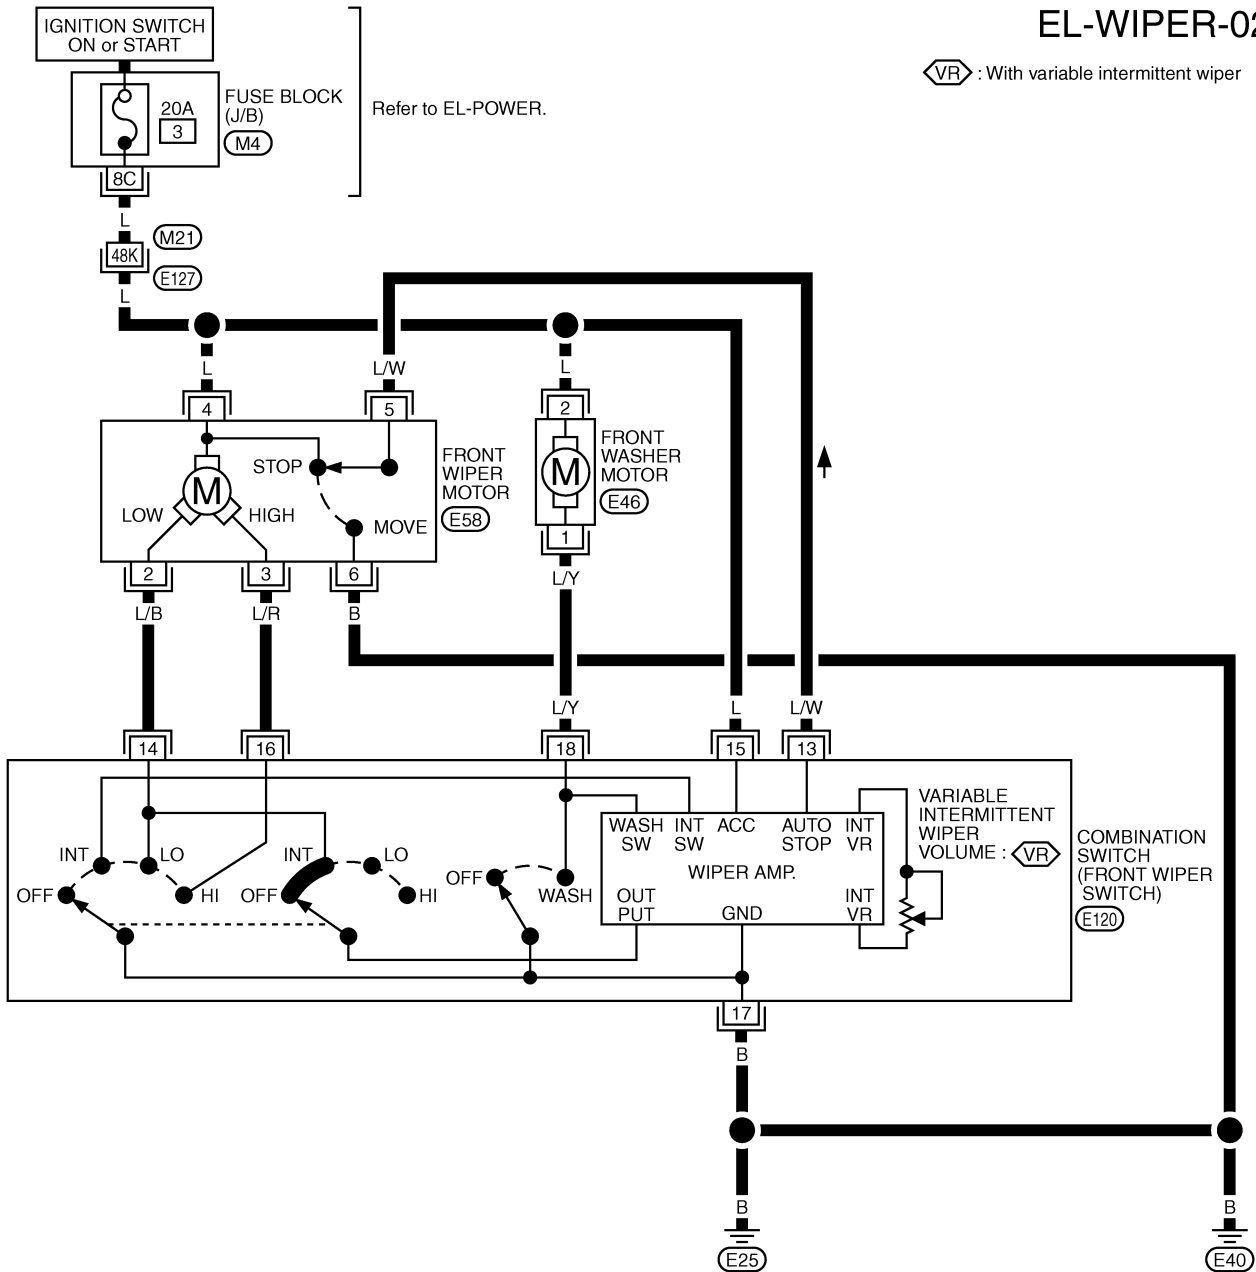 EL-WIPER-02
VR : With variable intermittent wiper
IGNITION SWITCH
ON or START
20A
3
FUSE BLOCK
(J/B)
M4
Refer to EL-POWER.
8C
L
M21
48K
E127
L
L
L/W
L
4
5
2
STOP
M
LOW
HIGH
MOVE
FRONT
WIPER
MOTOR
E58
M
FRONT
WASHER
MOTOR
E46
1
2
3
6
L/B
L/R
B
L/Y
L/Y
L
L/W
14
16
18
15
13
INT
LO
OFF
HI
INT
LO
OFF
HI
OFF
WASH
WASH
SW
INT
SW
ACC
AUTO
STOP
INT
VR
WIPER AMP.
OUT
PUT
GND
INT
VR
VARIABLE
INTERMITTENT
WIPER
VOLUME : VR
COMBINATION
SWITCH
(FRONT WIPER
SWITCH)
E120
17
B
B
B
E25
E40